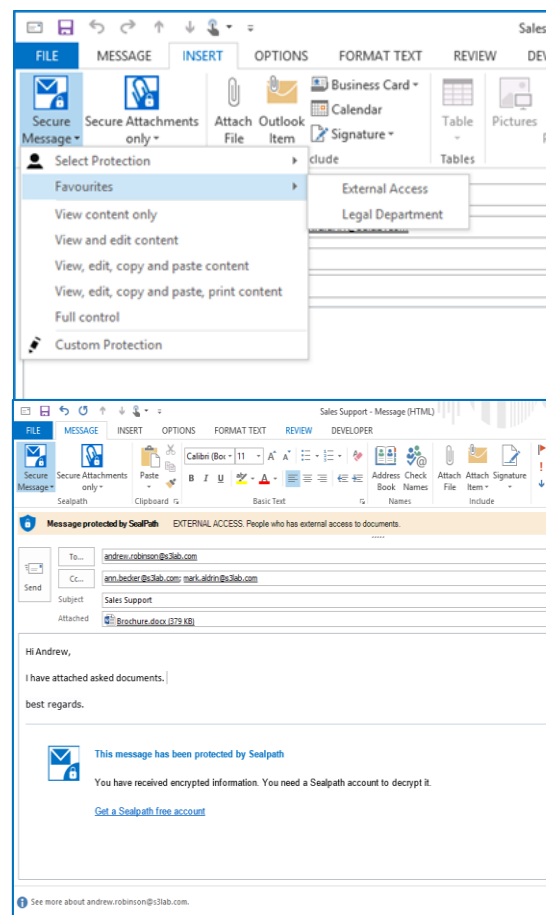 Sales
FILE MESSAGE INSERT OPTIONS FORMAT TEXT REVIEW DEV
Secure Message Secure Attachments only Attach File Outlook Item Business Card Table Pictures
Calendar
Signature
clude Tables
Select Protection
Favourites External Access
View content only Legal Department
View and edit content
View, edit, copy and paste content
View, edit, copy and paste, print content
Full control
Custom Protection
Sales Support - Message (HTML)
FILE MESSAGE INSERT OPTIONS FORMAT TEXT REVIEW DEVELOPER
Secure Message Secure Attachments only Paste Calibri (Boc 11 A A Address Book Check Names Attach File Attach Item Signature
B I U A
Sealpath Clipboard Basic Text Names Include
Message protected by SealPath EXTERNAL ACCESS. People who has external access to documents.
Send To... andrew.robinson@s3lab.com
Cc... ann.becker@s3lab.com; mark.aldrin@s3lab.com
Subject Sales Support
Attached Brochure.docx (379 KB)
Hi Andrew,
I have attached asked documents.
best regards.
This message has been protected by Sealpath
You have received encrypted information. You need a Sealpath account to decrypt it.
Get a Sealpath free account
See more about andrew.robinson@s3lab.com.